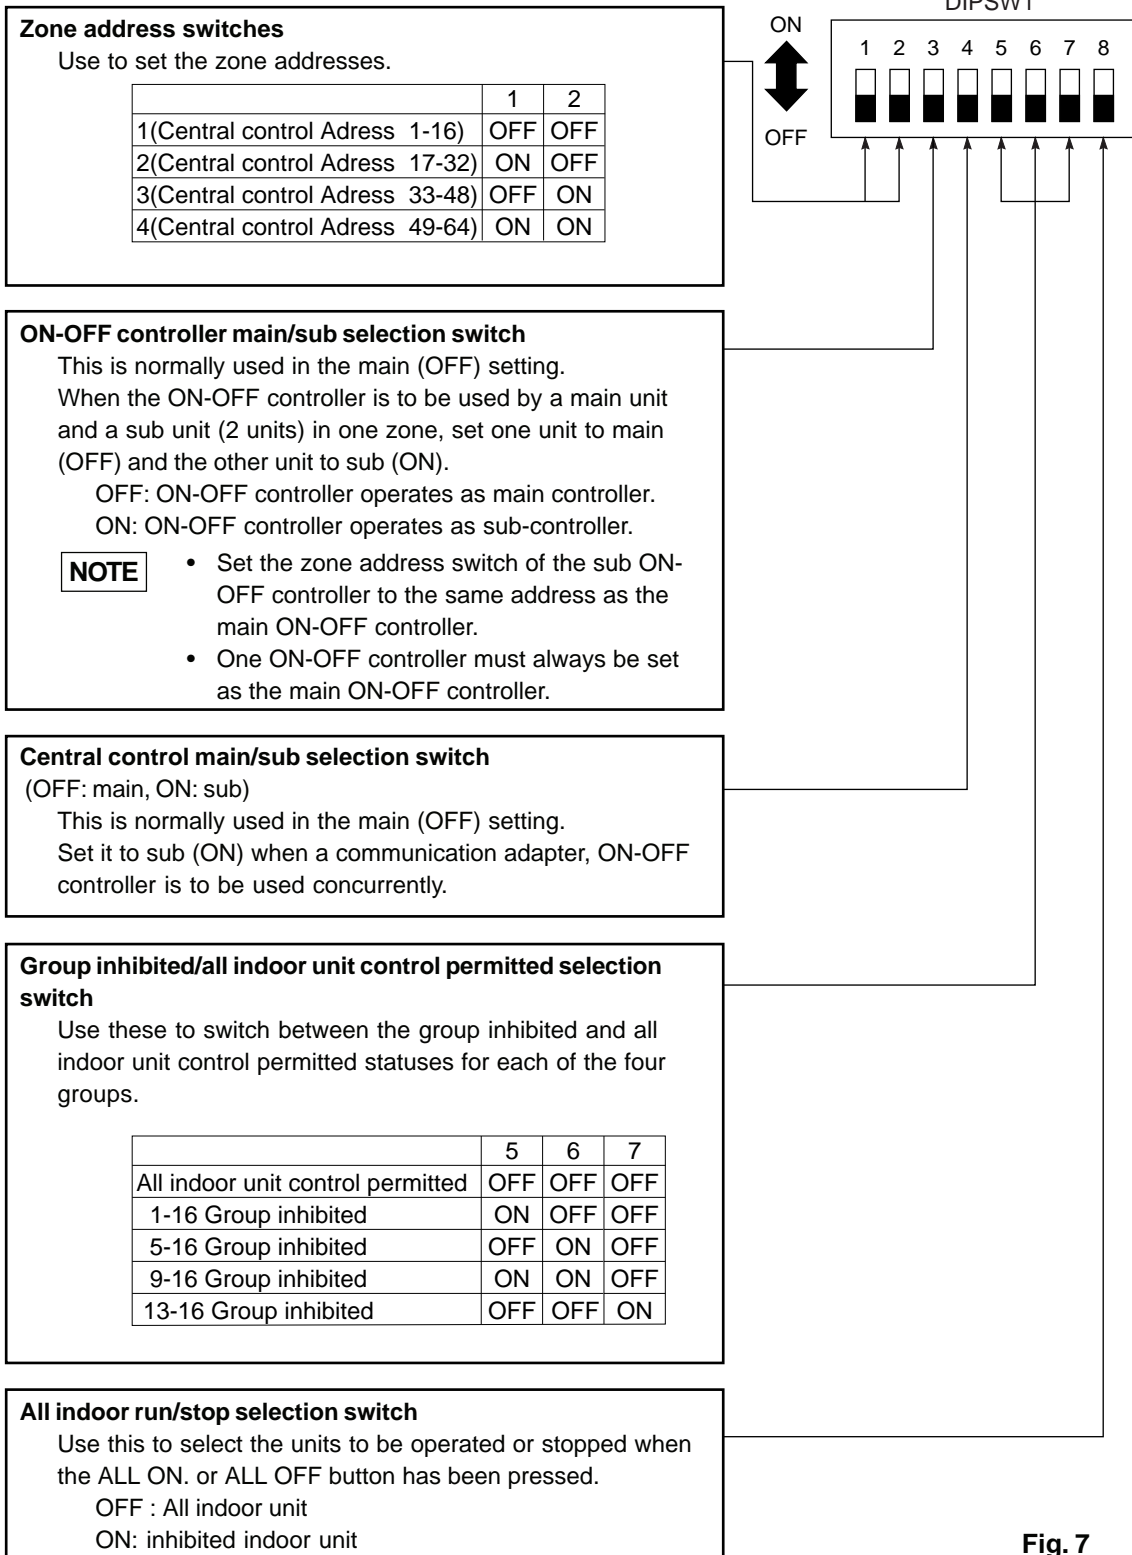 DIPSW1
Zone address switches
Use to set the zone addresses.
1 2
1(Central control Adress 1-16) OFF OFF
2(Central control Adress 17-32) ON OFF
3(Central control Adress 33-48) OFF ON
4(Central control Adress 49-64) ON ON
ON
OFF
1 2 3 4 5 6 7 8
ON-OFF controller main/sub selection switch
This is normally used in the main (OFF) setting.
When the ON-OFF controller is to be used by a main unit
and a sub unit (2 units) in one zone, set one unit to main
(OFF) and the other unit to sub (ON).
OFF: ON-OFF controller operates as main controller.
ON: ON-OFF controller operates as sub-controller.
NOTE • Set the zone address switch of the sub ON-
OFF controller to the same address as the
main ON-OFF controller.
• One ON-OFF controller must always be set
as the main ON-OFF controller.
Central control main/sub selection switch
(OFF: main, ON: sub)
This is normally used in the main (OFF) setting.
Set it to sub (ON) when a communication adapter, ON-OFF
controller is to be used concurrently.
Group inhibited/all indoor unit control permitted selection
switch
Use these to switch between the group inhibited and all
indoor unit control permitted statuses for each of the four
groups.
5 6 7
All indoor unit control permitted OFF OFF OFF
1-16 Group inhibited ON OFF OFF
5-16 Group inhibited OFF ON OFF
9-16 Group inhibited ON ON OFF
13-16 Group inhibited OFF OFF ON
All indoor run/stop selection switch
Use this to select the units to be operated or stopped when
the ALL ON. or ALL OFF button has been pressed.
OFF : All indoor unit
ON: inhibited indoor unit
Fig. 7